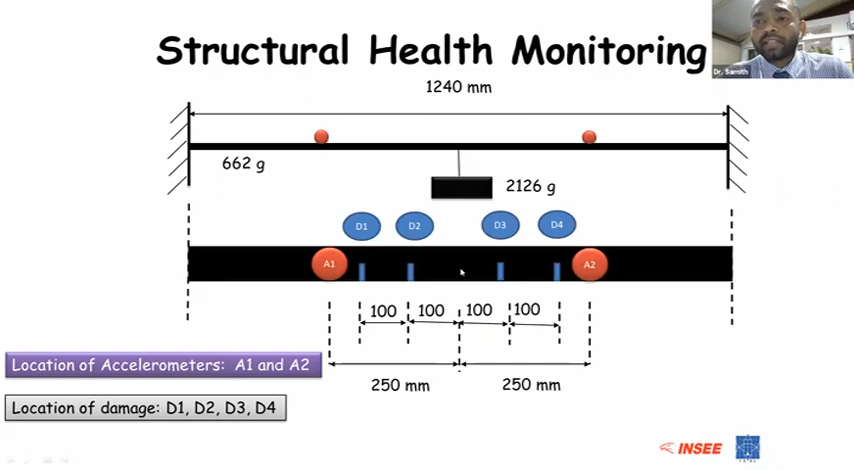 Structural Health Monitoring
Dr. Samith
1240 mm
662 g
2126 g
D1
D2
D3
D4
A1
A2
100
100
100
100
250 mm
250 mm
Location of Accelerometers: A1 and A2
Location of damage: D1, D2, D3, D4
INSEE